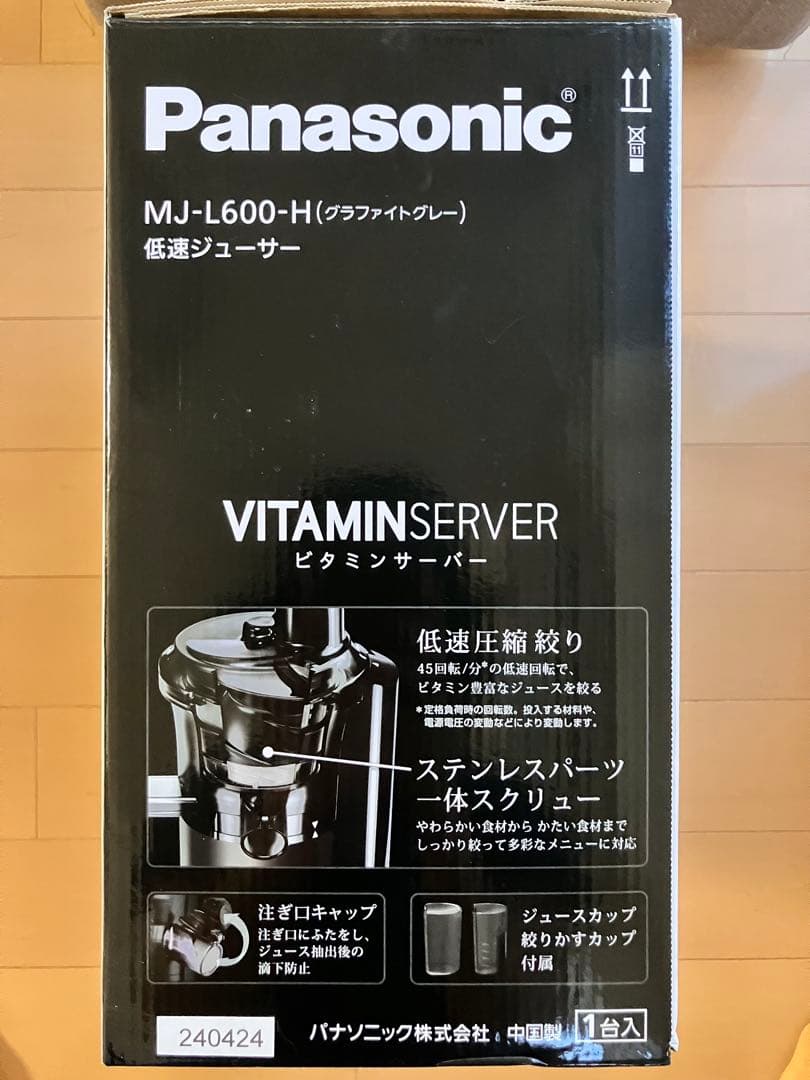 Panasonic®
11
MJ-L600-H(グラファイトグレー)
低速ジューサー
VITAMINSERVER
ビタミンサーバー
低速圧縮絞り
45回転/分*の低速回転で、
ビタミン豊富なジュースを絞る
*定格負荷時の回転数。投入する材料や、
電源電圧の変動などにより変動します。
ステンレスパーツ
一体スクリュー
やわらかい食材から かたい食材まで
しっかり絞って多彩なメニューに対応
注ぎ口キャップ
注ぎ口にふたをし、
ジュース抽出後の
滴下防止
ジュースカップ
絞りかすカップ
付属
240424
パナソニック株式会社 中国製 1台入